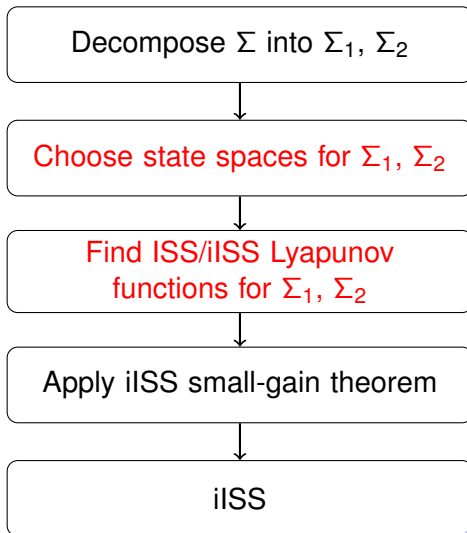 Decompose Σ into Σ₁, Σ₂
Choose state spaces for Σ₁, Σ₂
Find ISS/iISS Lyapunov
functions for Σ₁, Σ₂
Apply iISS small-gain theorem
iISS